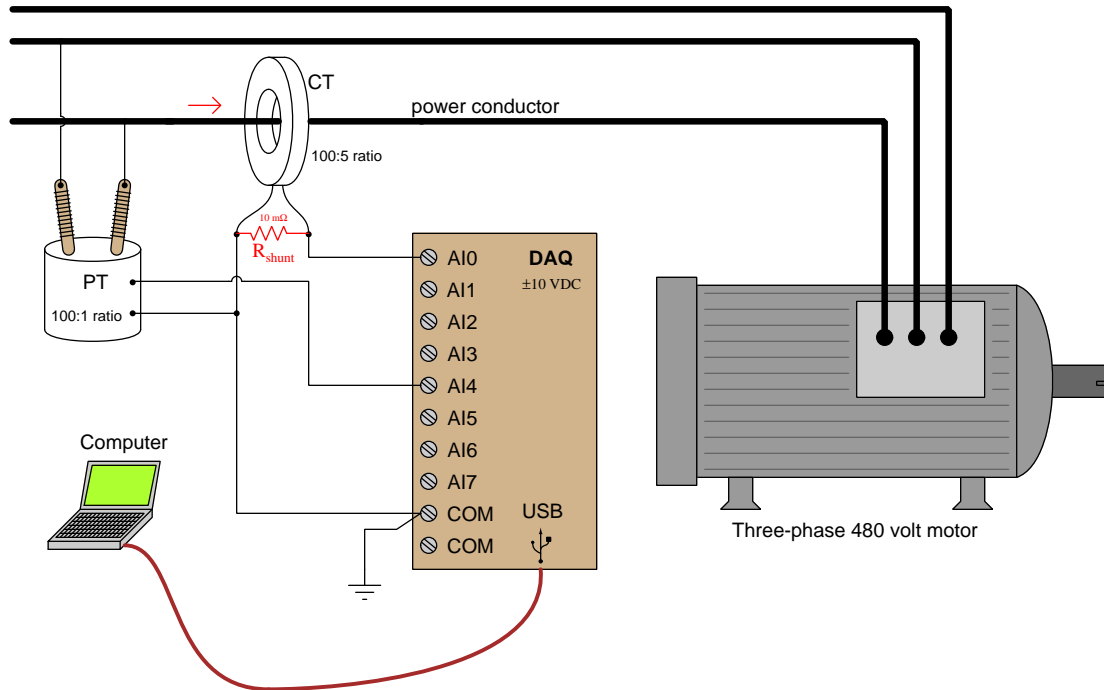 CT
power conductor
100:5 ratio
10 mΩ
Rshunt
PT
100:1 ratio
AI0
DAQ
±10 VDC
AI1
AI2
AI3
AI4
AI5
AI6
AI7
COM
USB
COM
Computer
Three-phase 480 volt motor